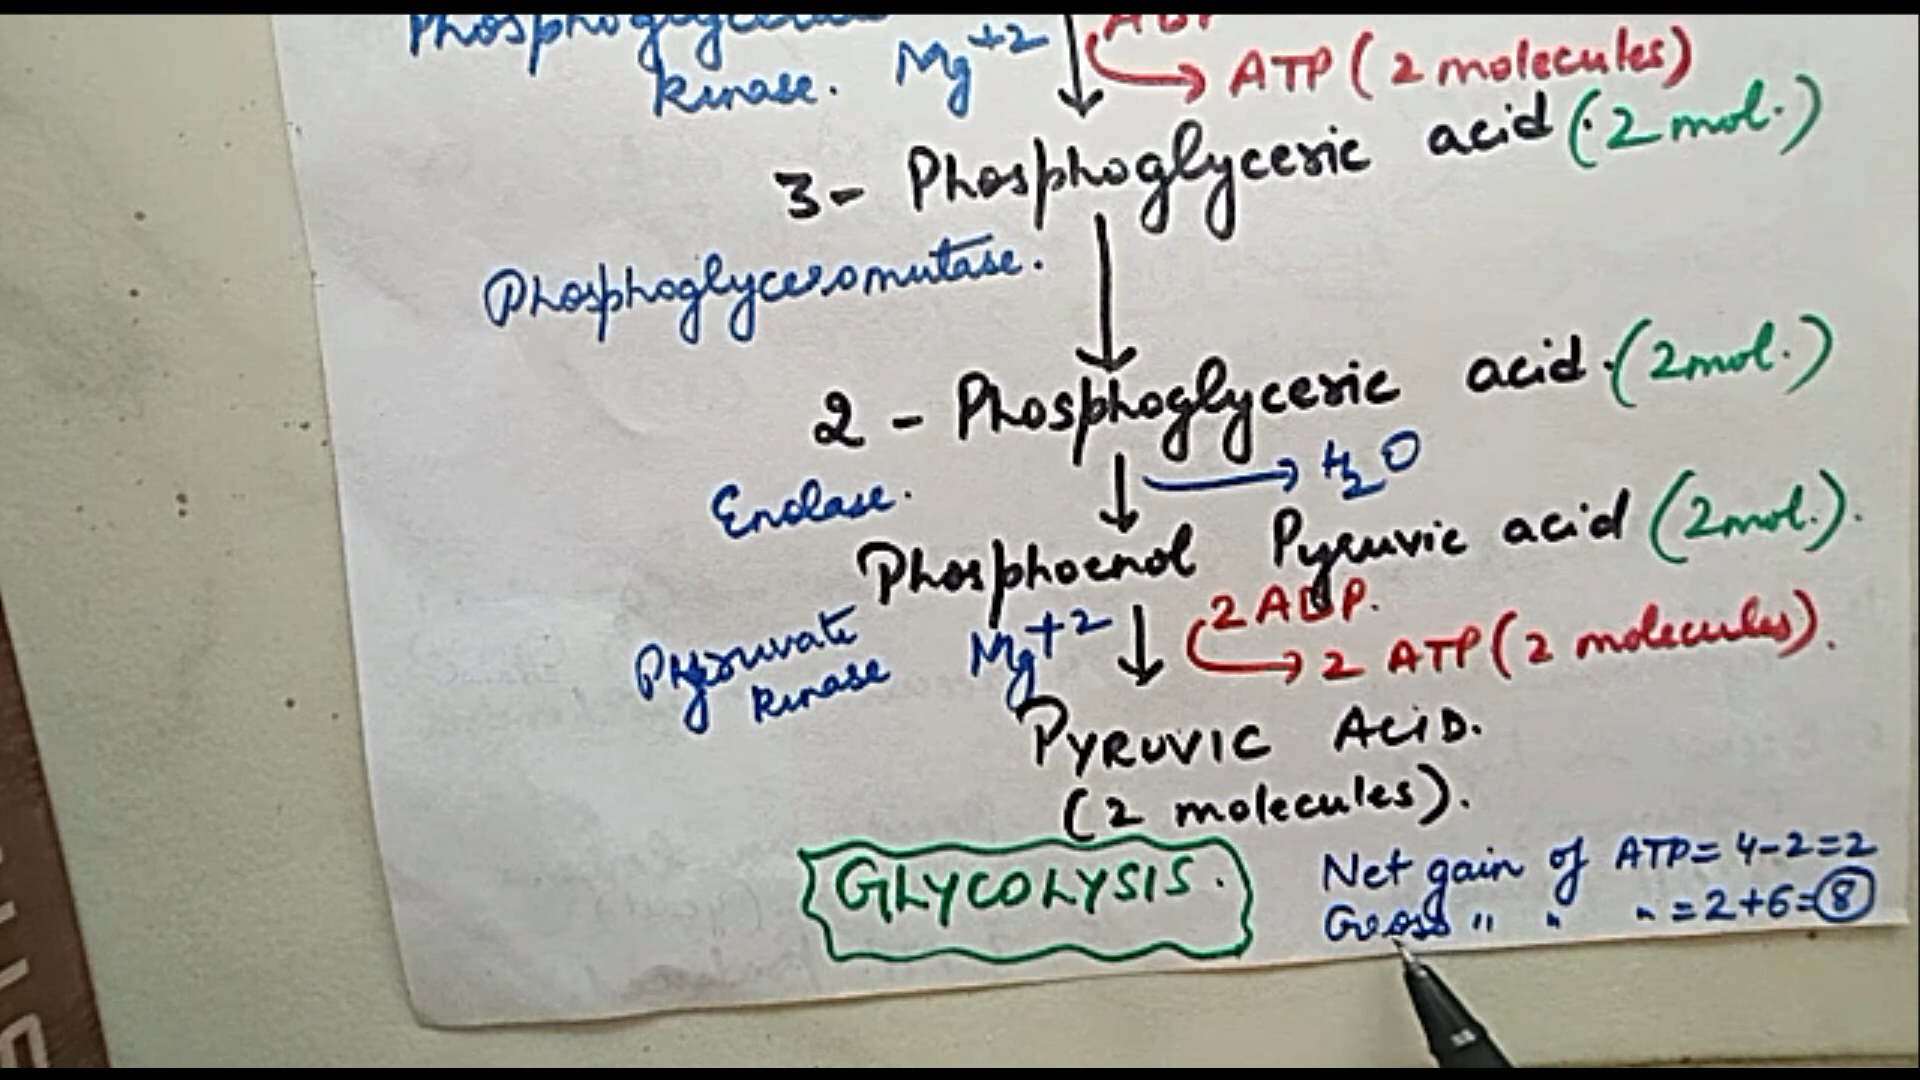 kinase. Mg+2
ATP (2 molecules)
3- Phosphoglyceric acid (2 mol.)
Phosphoglyceromutase.
2 - Phosphoglyceric acid. (2 mol.)
Enolase. H2O
Phosphoenol Pyruvic acid (2 mol.).
2 ADP.
Pyruvate kinase Mg+2 2 ATP (2 molecules).
PYRUVIC ACiD.
(2 molecules).
GLYCOLYSIS.
Net gain of ATP = 4-2=2
Gross " " " = 2+6=8